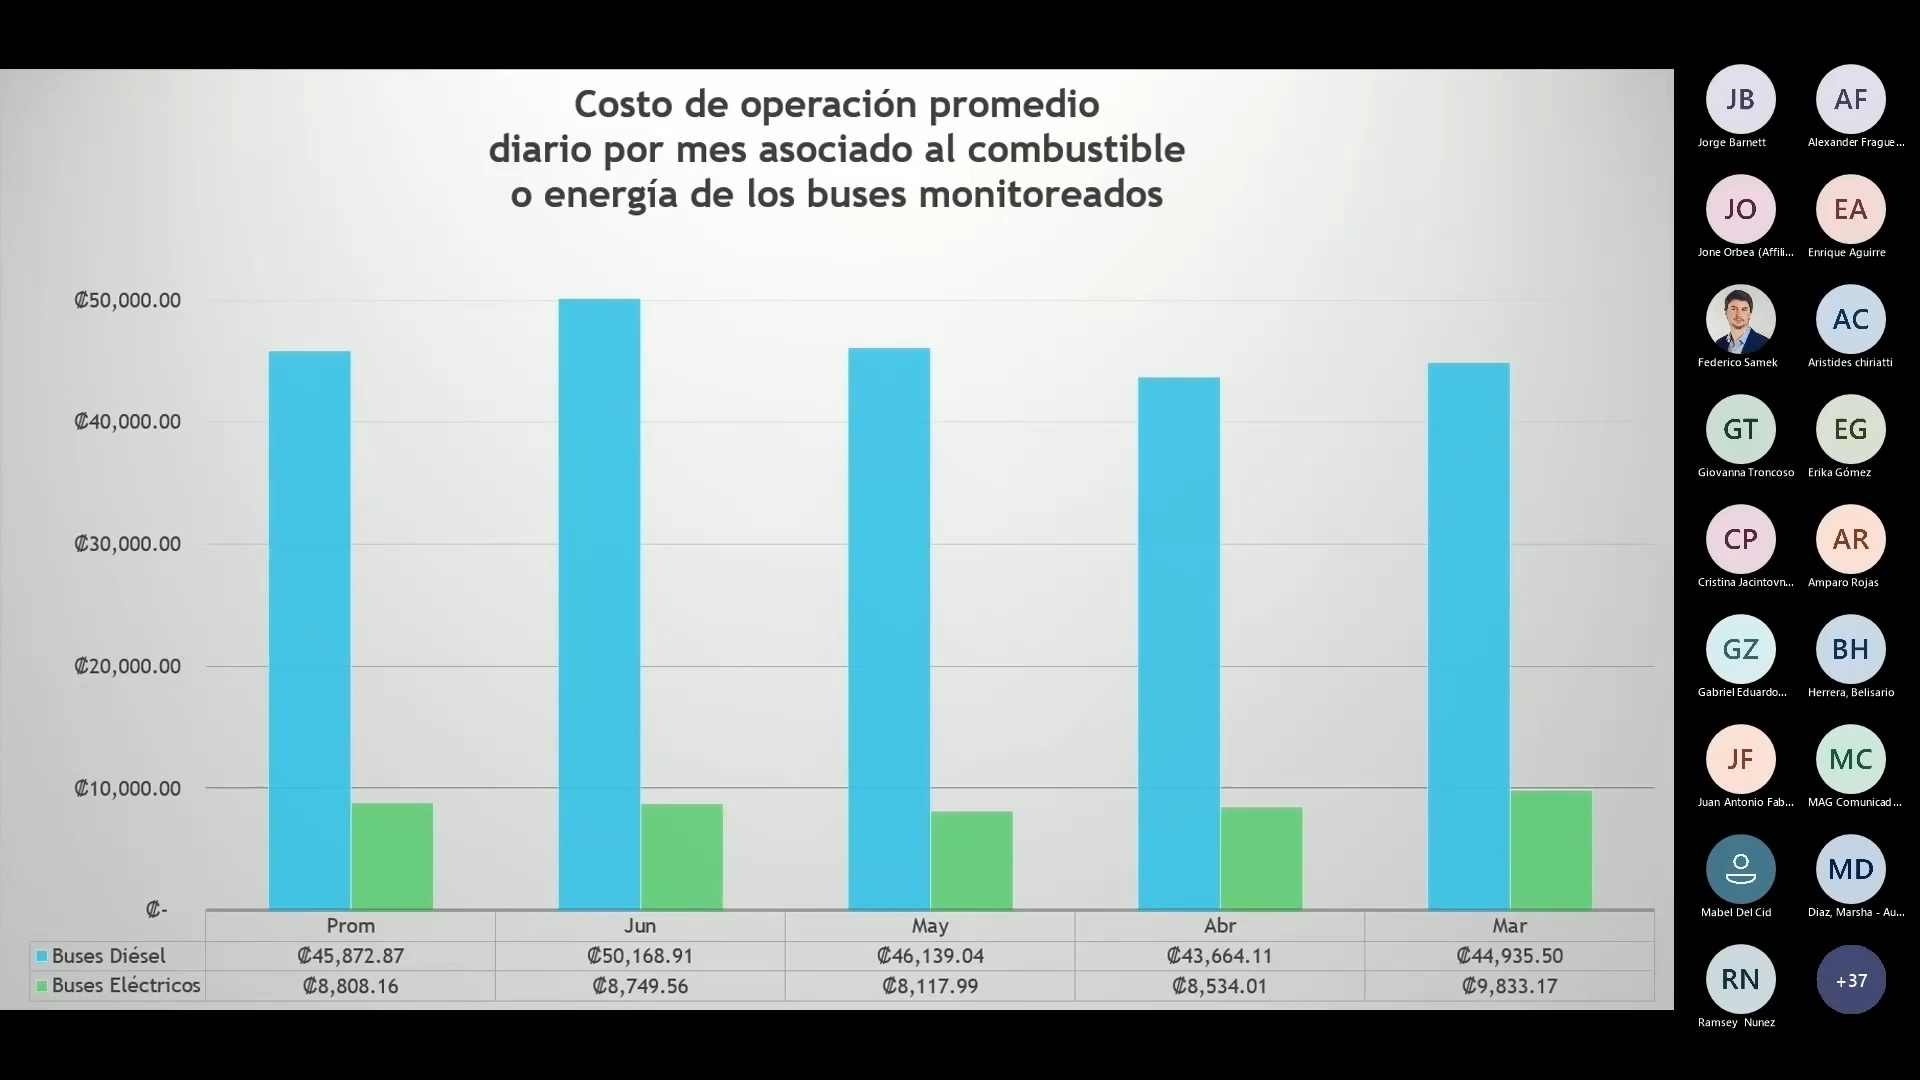 Costo de operación promedio
diario por mes asociado al combustible
o energía de los buses monitoreados
₡50,000.00
₡40,000.00
₡30,000.00
₡20,000.00
₡10,000.00
₡-
Prom Jun May Abr Mar
Buses Diésel ₡45,872.87 ₡50,168.91 ₡46,139.04 ₡43,664.11 ₡44,935.50
Buses Eléctricos ₡8,808.16 ₡8,749.56 ₡8,117.99 ₡8,534.01 ₡9,833.17
JB AF
Jorge Barnett Alexander Frague...
JO EA
Jone Orbea (Affili... Enrique Aguirre
AC
Federico Samek Aristides chiriatti
GT EG
Giovanna Troncoso Erika Gómez
CP AR
Cristina Jacintovn... Amparo Rojas
GZ BH
Gabriel Eduardo... Herrera, Belisario
JF MC
Juan Antonio Fab... MAG Comunicad...
MD
Mabel Del Cid Diaz, Marsha - Au...
RN +37
Ramsey Nunez